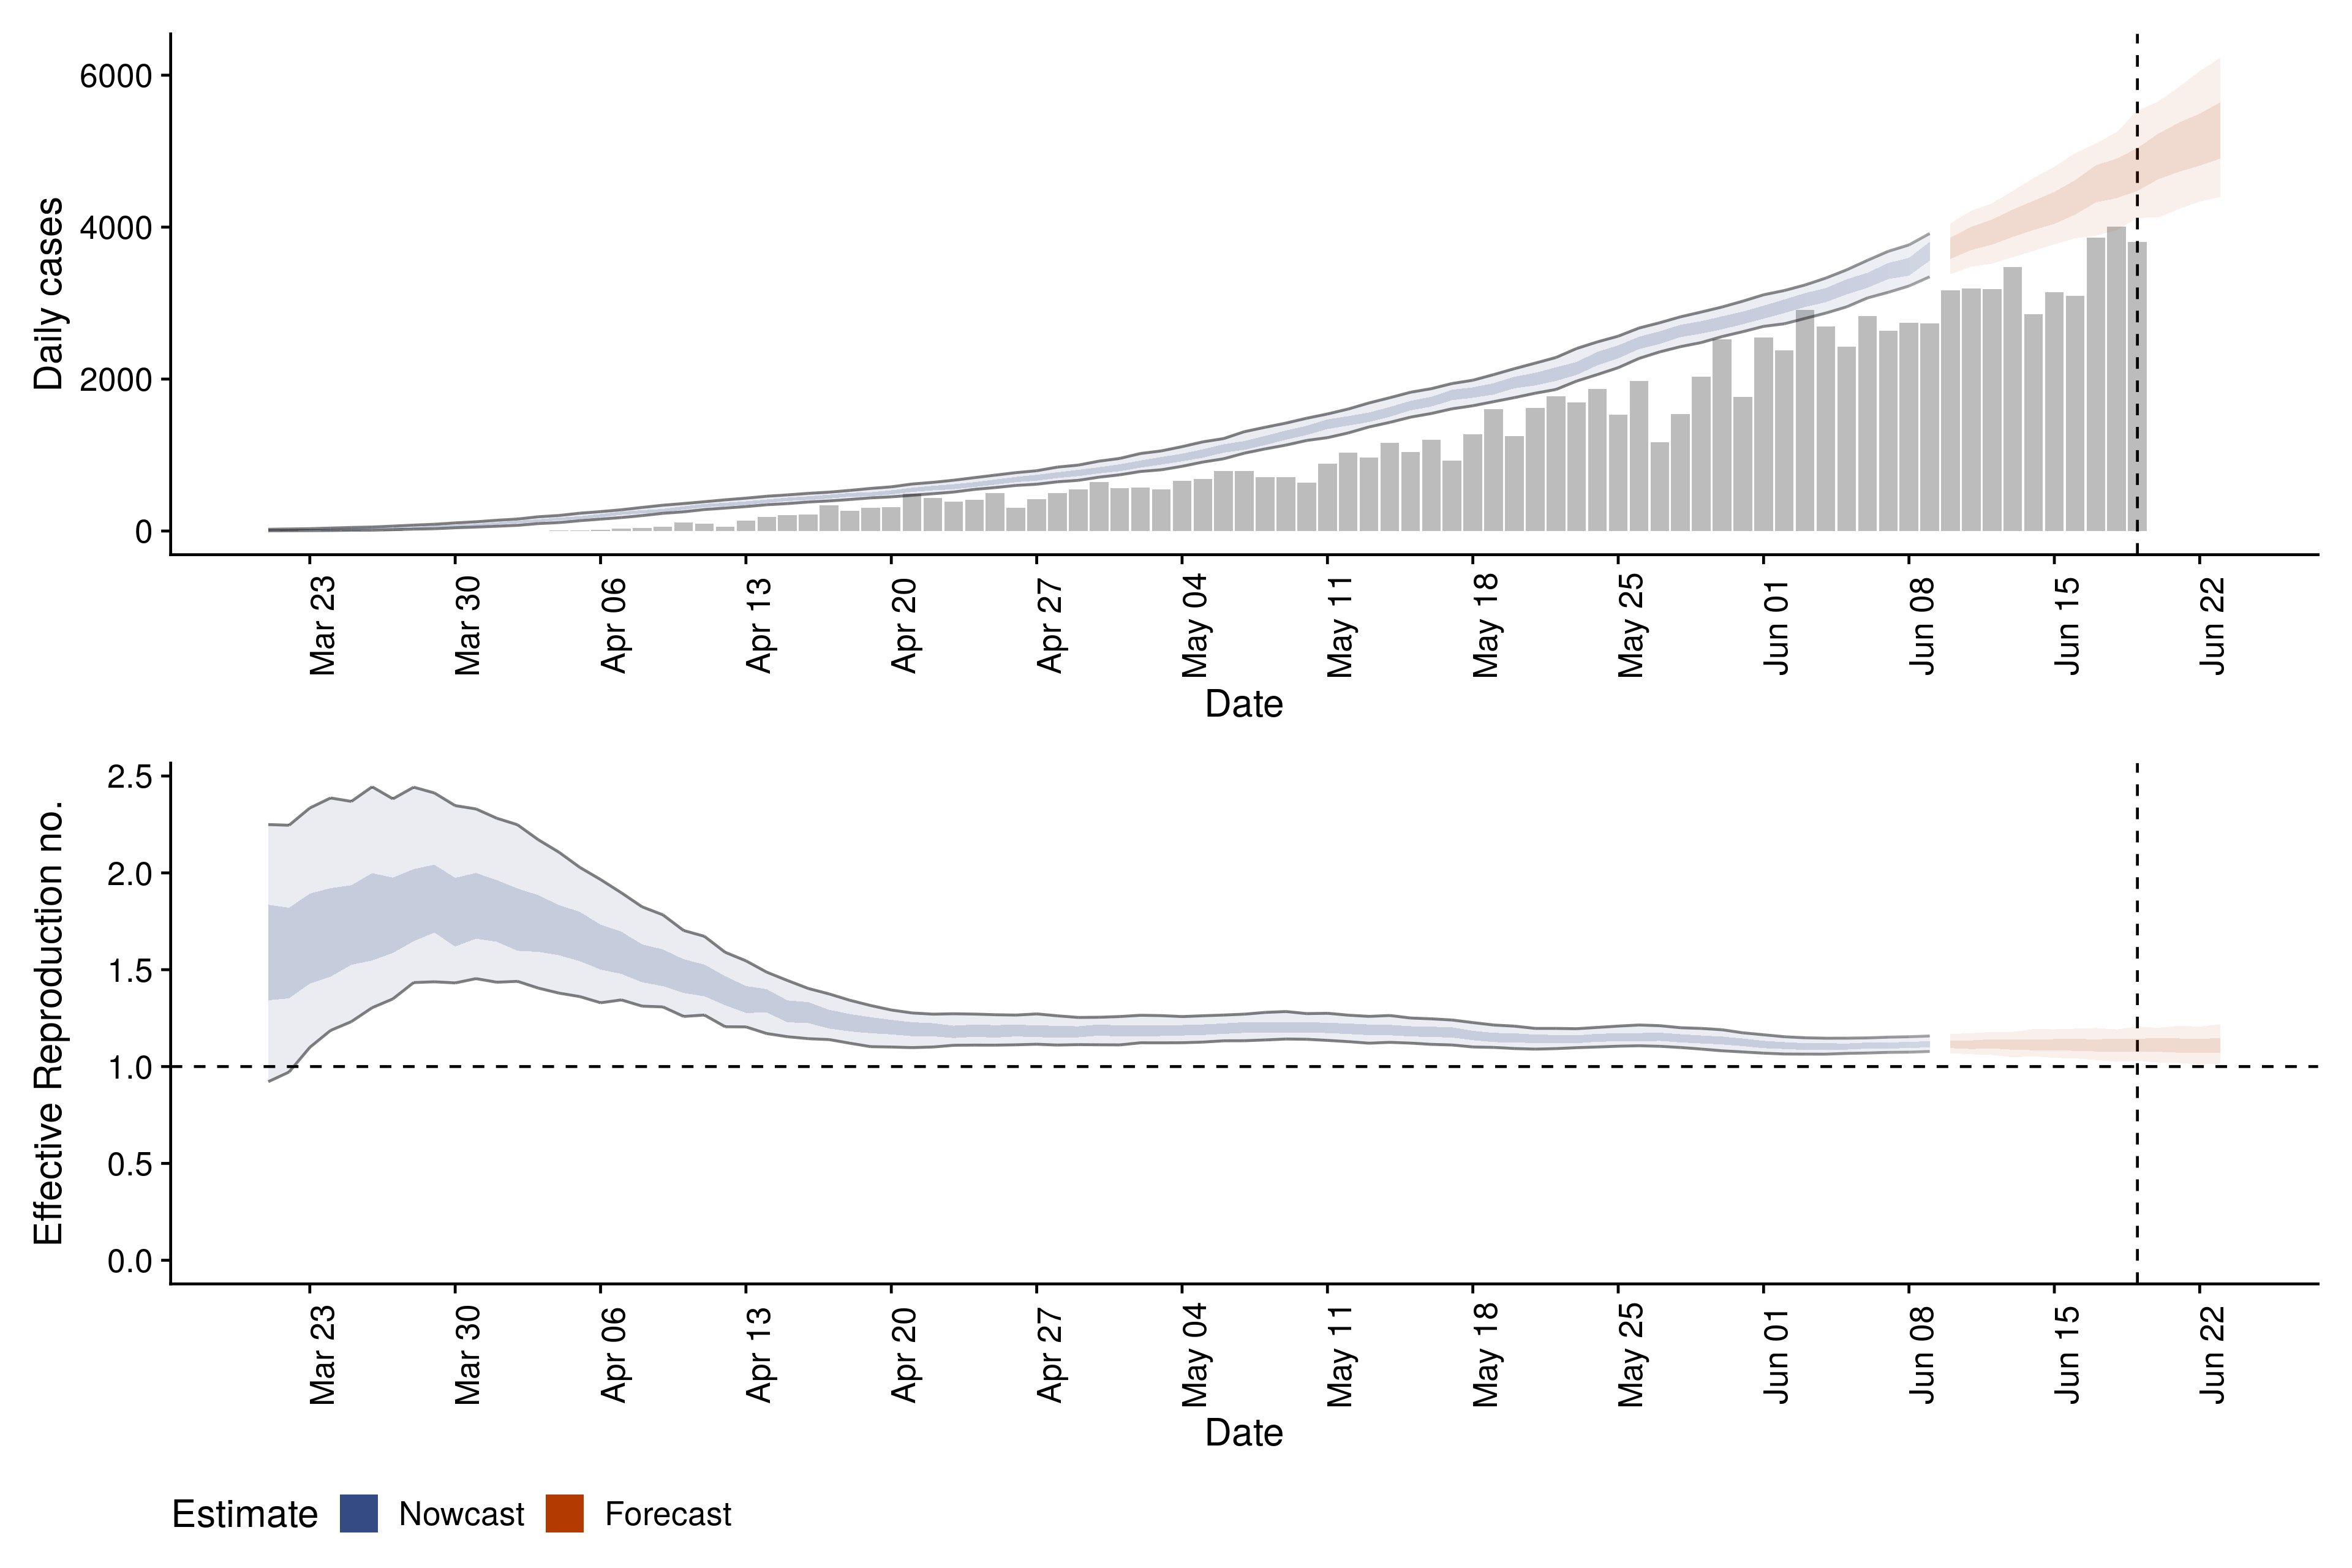 6000
4000
2000
0
Daily cases
Mar 23 Mar 30 Apr 06 Apr 13 Apr 20 Apr 27 May 04 May 11 May 18 May 25 Jun 01 Jun 08 Jun 15 Jun 22
Date
2.5
2.0
1.5
1.0
0.5
0.0
Effective Reproduction no.
Mar 23 Mar 30 Apr 06 Apr 13 Apr 20 Apr 27 May 04 May 11 May 18 May 25 Jun 01 Jun 08 Jun 15 Jun 22
Date
Estimate Nowcast Forecast